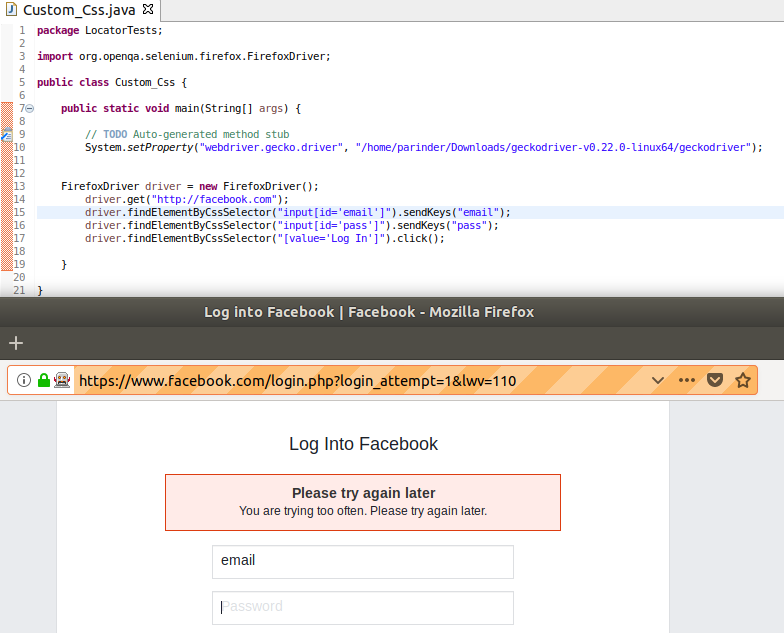 Custom_Css.java
1 package LocatorTests;
2
3 import org.openqa.selenium.firefox.FirefoxDriver;
4
5 public class Custom_Css {
6
7 public static void main(String[] args) {
8
9 // TODO Auto-generated method stub
10 System.setProperty("webdriver.gecko.driver", "/home/parinder/Downloads/geckodriver-v0.22.0-linux64/geckodriver");
11
12
13 FirefoxDriver driver = new FirefoxDriver();
14 driver.get("http://facebook.com");
15 driver.findElementByCssSelector("input[id='email']").sendKeys("email");
16 driver.findElementByCssSelector("input[id='pass']").sendKeys("pass");
17 driver.findElementByCssSelector("[value='Log In']").click();
18
19 }
20
21 }
Log into Facebook | Facebook - Mozilla Firefox
https://www.facebook.com/login.php?login_attempt=1&lwv=110
Log Into Facebook
Please try again later
You are trying too often. Please try again later.
email
Password